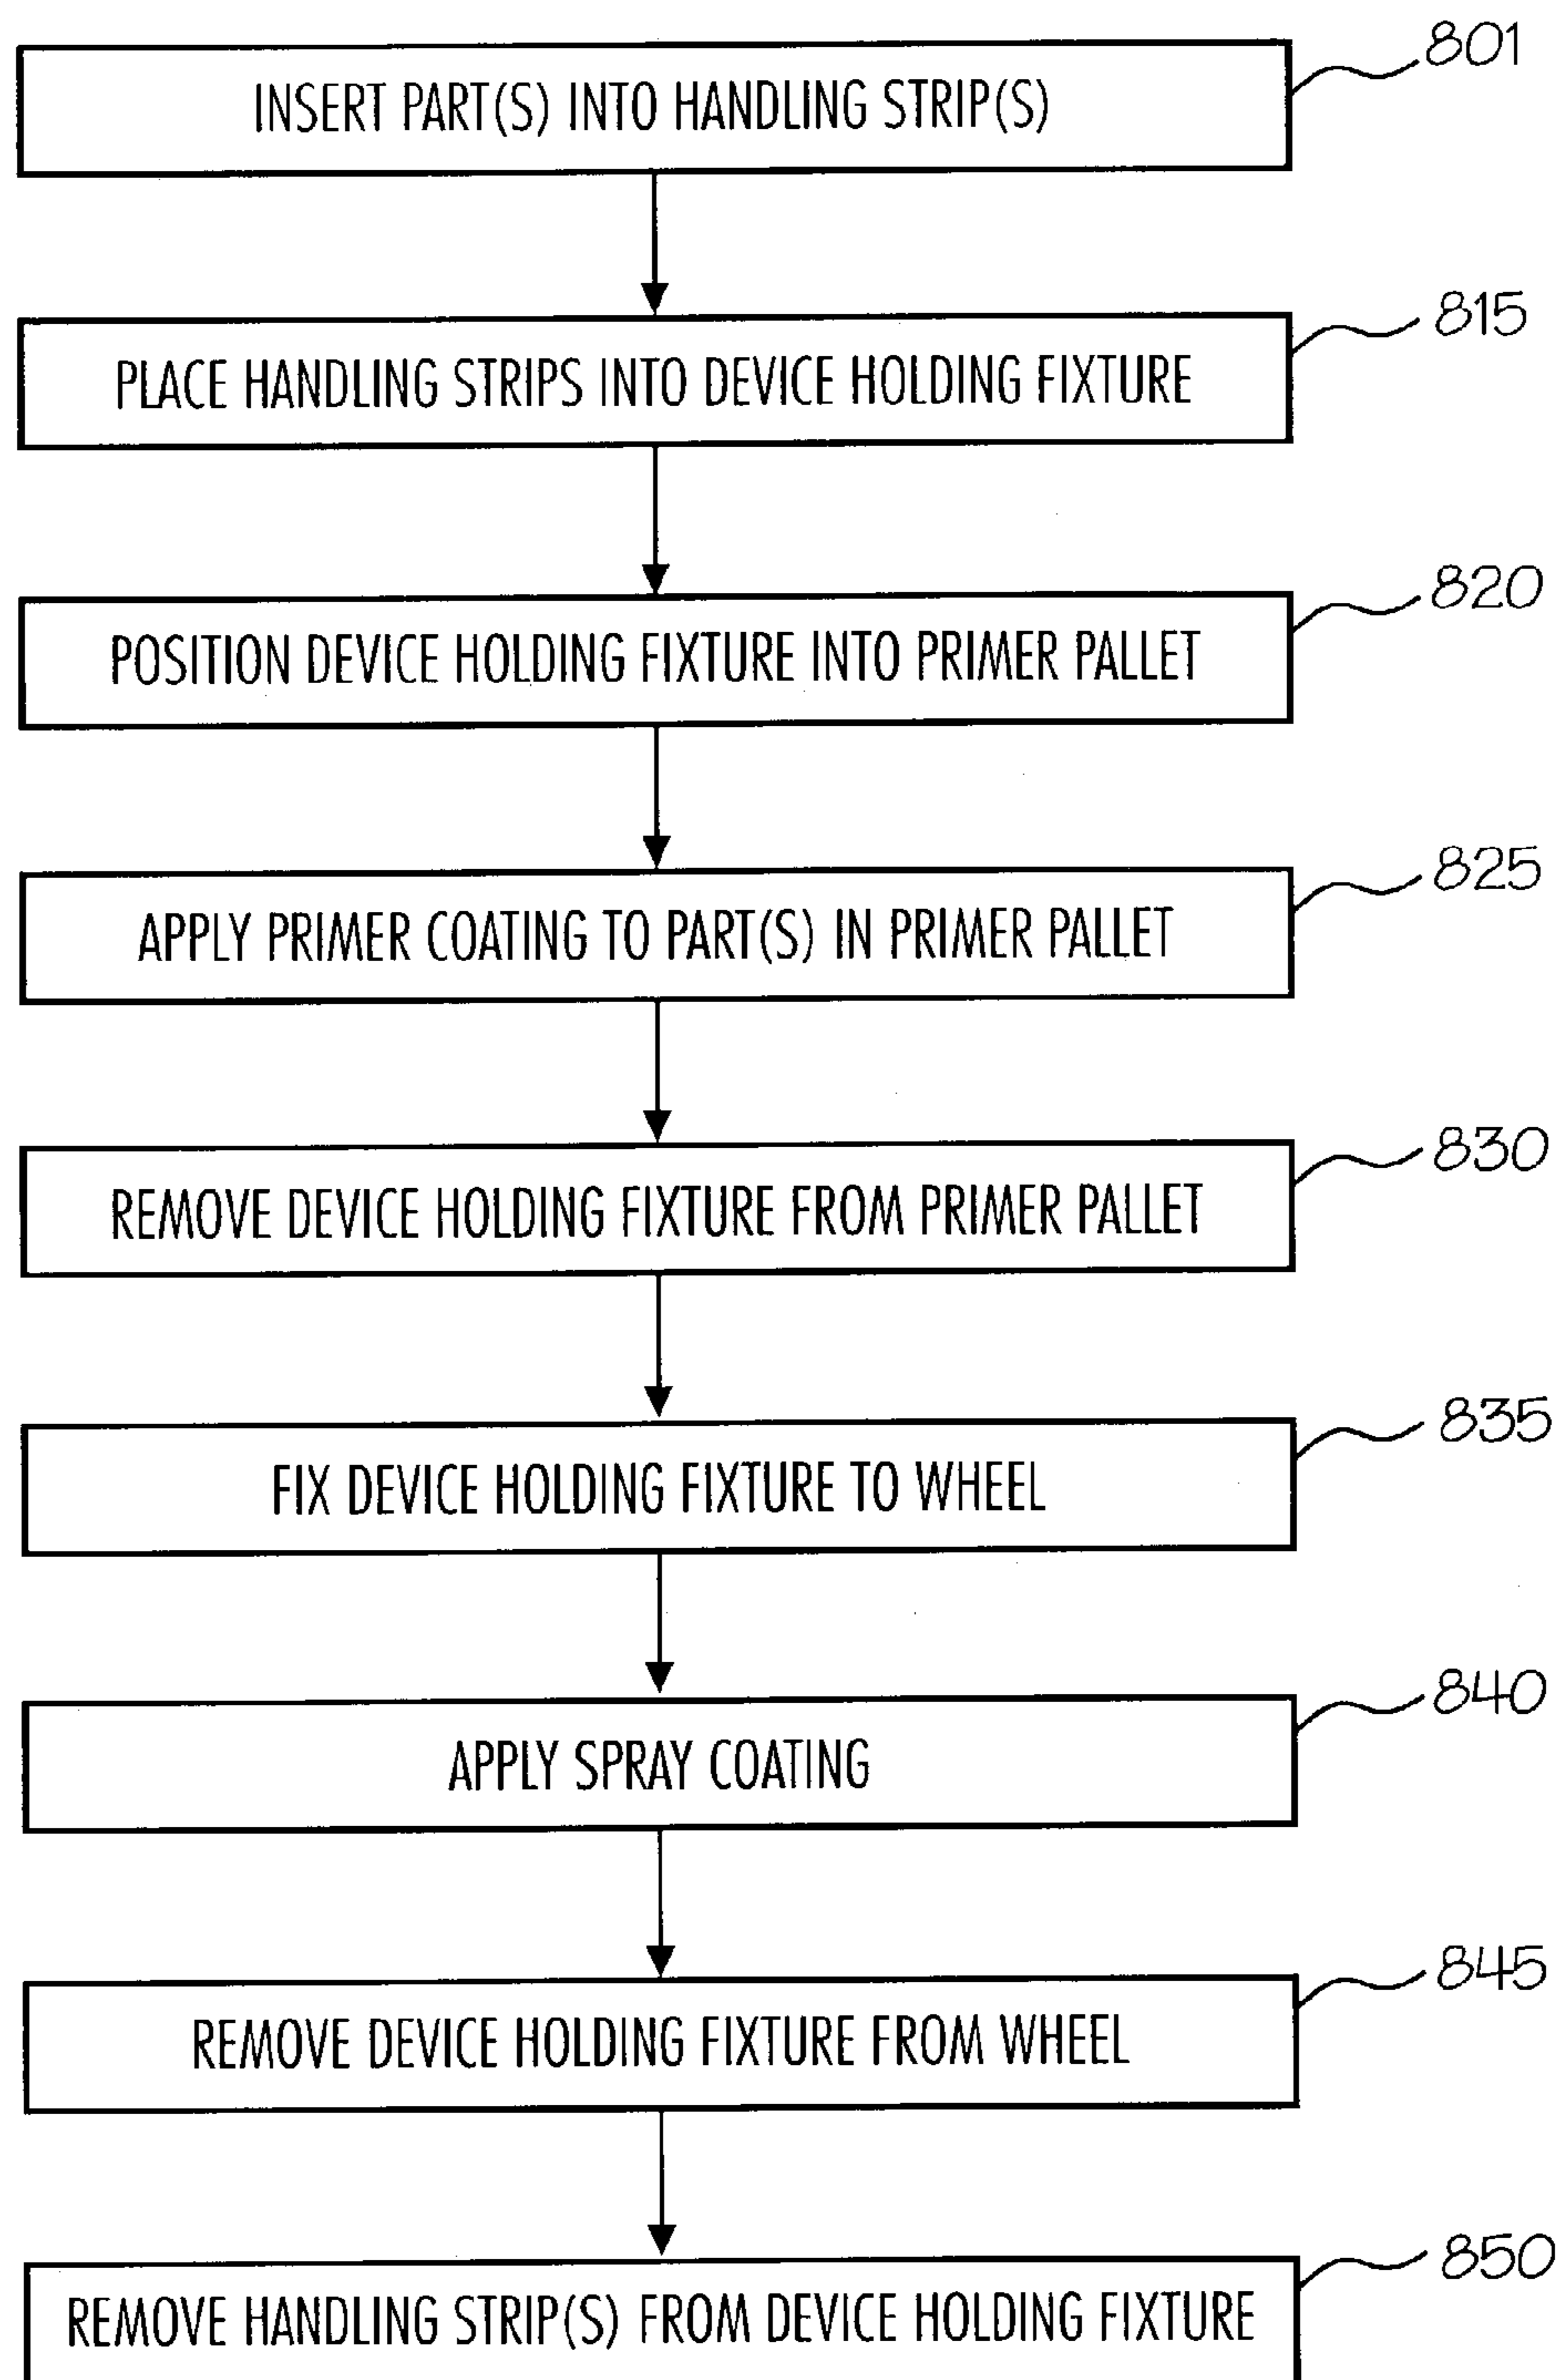 801
INSERT PART(S) INTO HANDLING STRIP(S)
815
PLACE HANDLING STRIPS INTO DEVICE HOLDING FIXTURE
820
POSITION DEVICE HOLDING FIXTURE INTO PRIMER PALLET
825
APPLY PRIMER COATING TO PART(S) IN PRIMER PALLET
830
REMOVE DEVICE HOLDING FIXTURE FROM PRIMER PALLET
835
FIX DEVICE HOLDING FIXTURE TO WHEEL
840
APPLY SPRAY COATING
845
REMOVE DEVICE HOLDING FIXTURE FROM WHEEL
850
REMOVE HANDLING STRIP(S) FROM DEVICE HOLDING FIXTURE